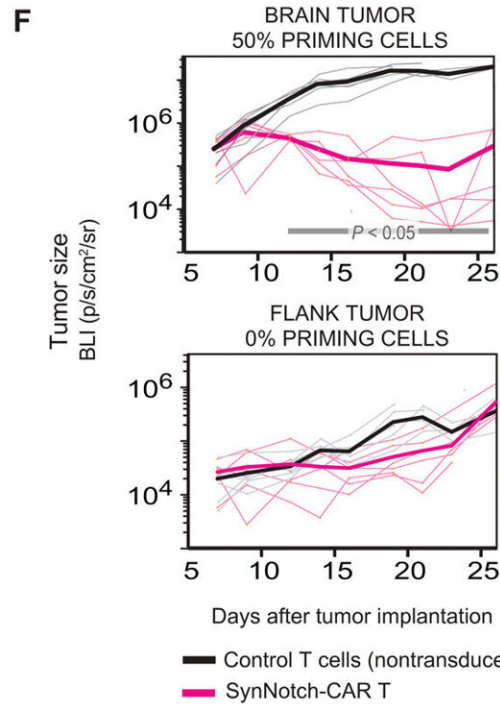 F
BRAIN TUMOR
50% PRIMING CELLS
10⁶
10⁴
P < 0.05
5 10 15 20 25
FLANK TUMOR
0% PRIMING CELLS
10⁶
10⁴
5 10 15 20 25
Tumor size
BLI (p/s/cm²/sr)
Days after tumor implantation
Control T cells (nontransduce
SynNotch-CAR T